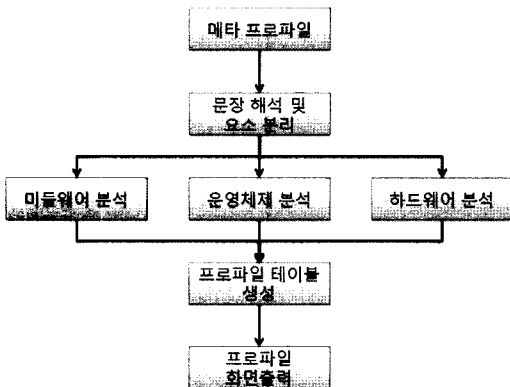 메타 프로파일
문장 해석 및
요소 분리
미들웨어 분석
운영체제 분석
하드웨어 분석
프로파일 테이블
생성
프로파일
화면출력